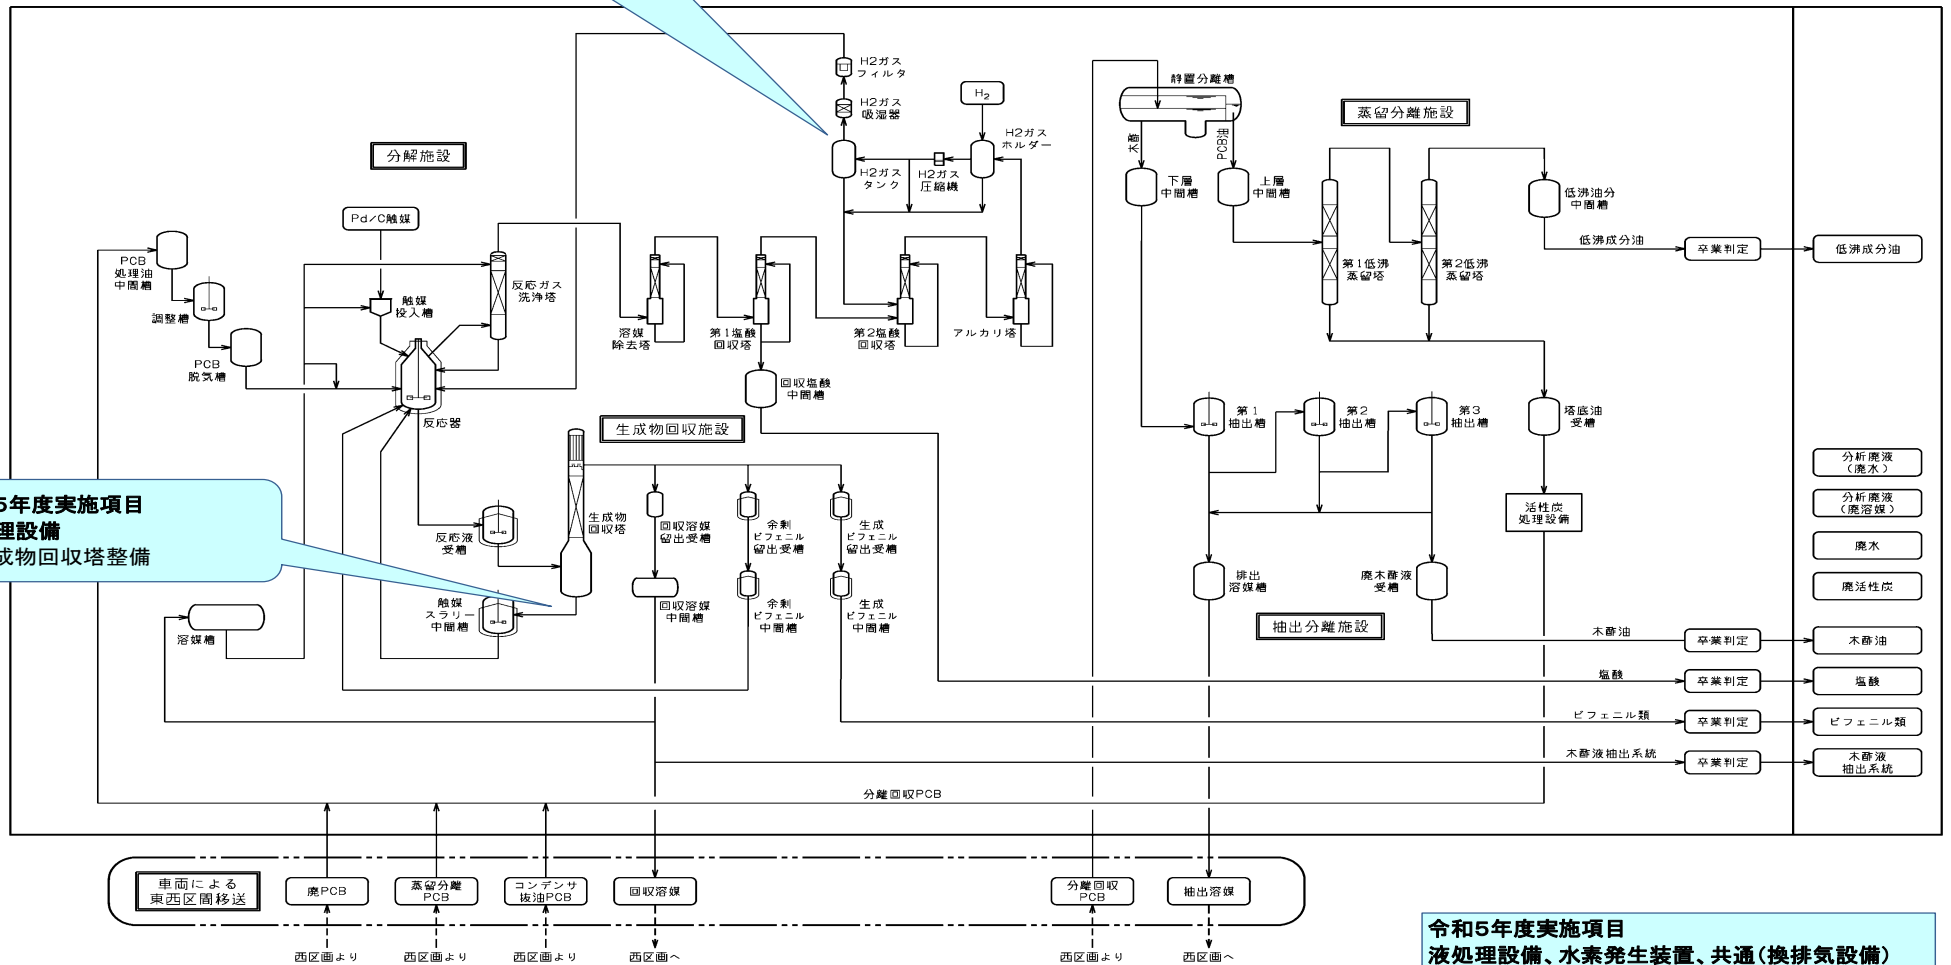 H2ガス
フィルタ
H2ガス
吸湿器
H₂
H2ガス
ホルダー
H2ガス
タンク
H2ガス
圧縮機
静置分離槽
蒸留分離施設
分解施設
木酢
PCB油
下層
中間槽
上層
中間槽
低沸油分
中間槽
Pd/C触媒
PCB
処理油
中間槽
調整槽
PCB
脱気槽
触媒
投入槽
反応ガス
洗浄塔
溶媒
除去塔
第1塩酸
回収塔
第2塩酸
回収塔
アルカリ塔
第1低沸
蒸留塔
第2低沸
蒸留塔
低沸成分油
卒業判定
低沸成分油
回収塩酸
中間槽
反応器
生成物回収施設
第1
抽出槽
第2
抽出槽
第3
抽出槽
塔底油
受槽
分析廃液
（廃水）
分析廃液
（廃溶媒）
廃水
廃活性炭
5年度実施項目
理設備
成物回収塔整備
反応液
受槽
生成物
回収塔
回収溶媒
留出受槽
余剰
ビフェニル
留出受槽
生成
ビフェニル
留出受槽
活性炭
処理設備
溶媒槽
触媒
スラリー
中間槽
回収溶媒
中間槽
余剰
ビフェニル
中間槽
生成
ビフェニル
中間槽
排出
溶媒槽
廃木酢液
受槽
抽出分離施設
木酢油
卒業判定
木酢油
塩酸
卒業判定
塩酸
ビフェニル類
卒業判定
ビフェニル類
木酢液抽出系統
卒業判定
木酢液
抽出系統
分離回収PCB
車両による
東西区間移送
廃PCB
蒸留分離
PCB
コンデンサ
抜油PCB
回収溶媒
分離回収
PCB
抽出溶媒
西区画より
西区画より
西区画より
西区画へ
西区画より
西区画へ
令和5年度実施項目
液処理設備、水素発生装置、共通（換排気設備）